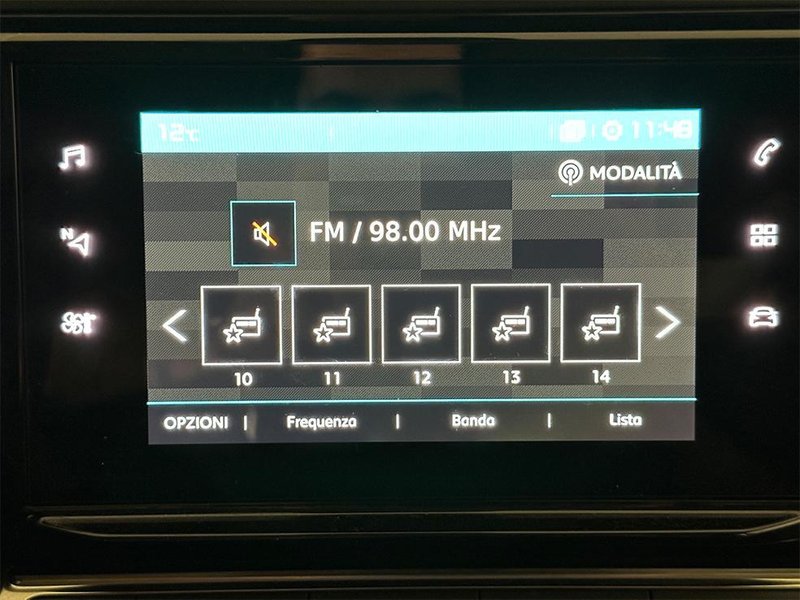 12°C 11:48
MODALITÀ
FM / 98.00 MHz
N
10 11 12 13 14
OPZIONI | Frequenza | Banda | Lista